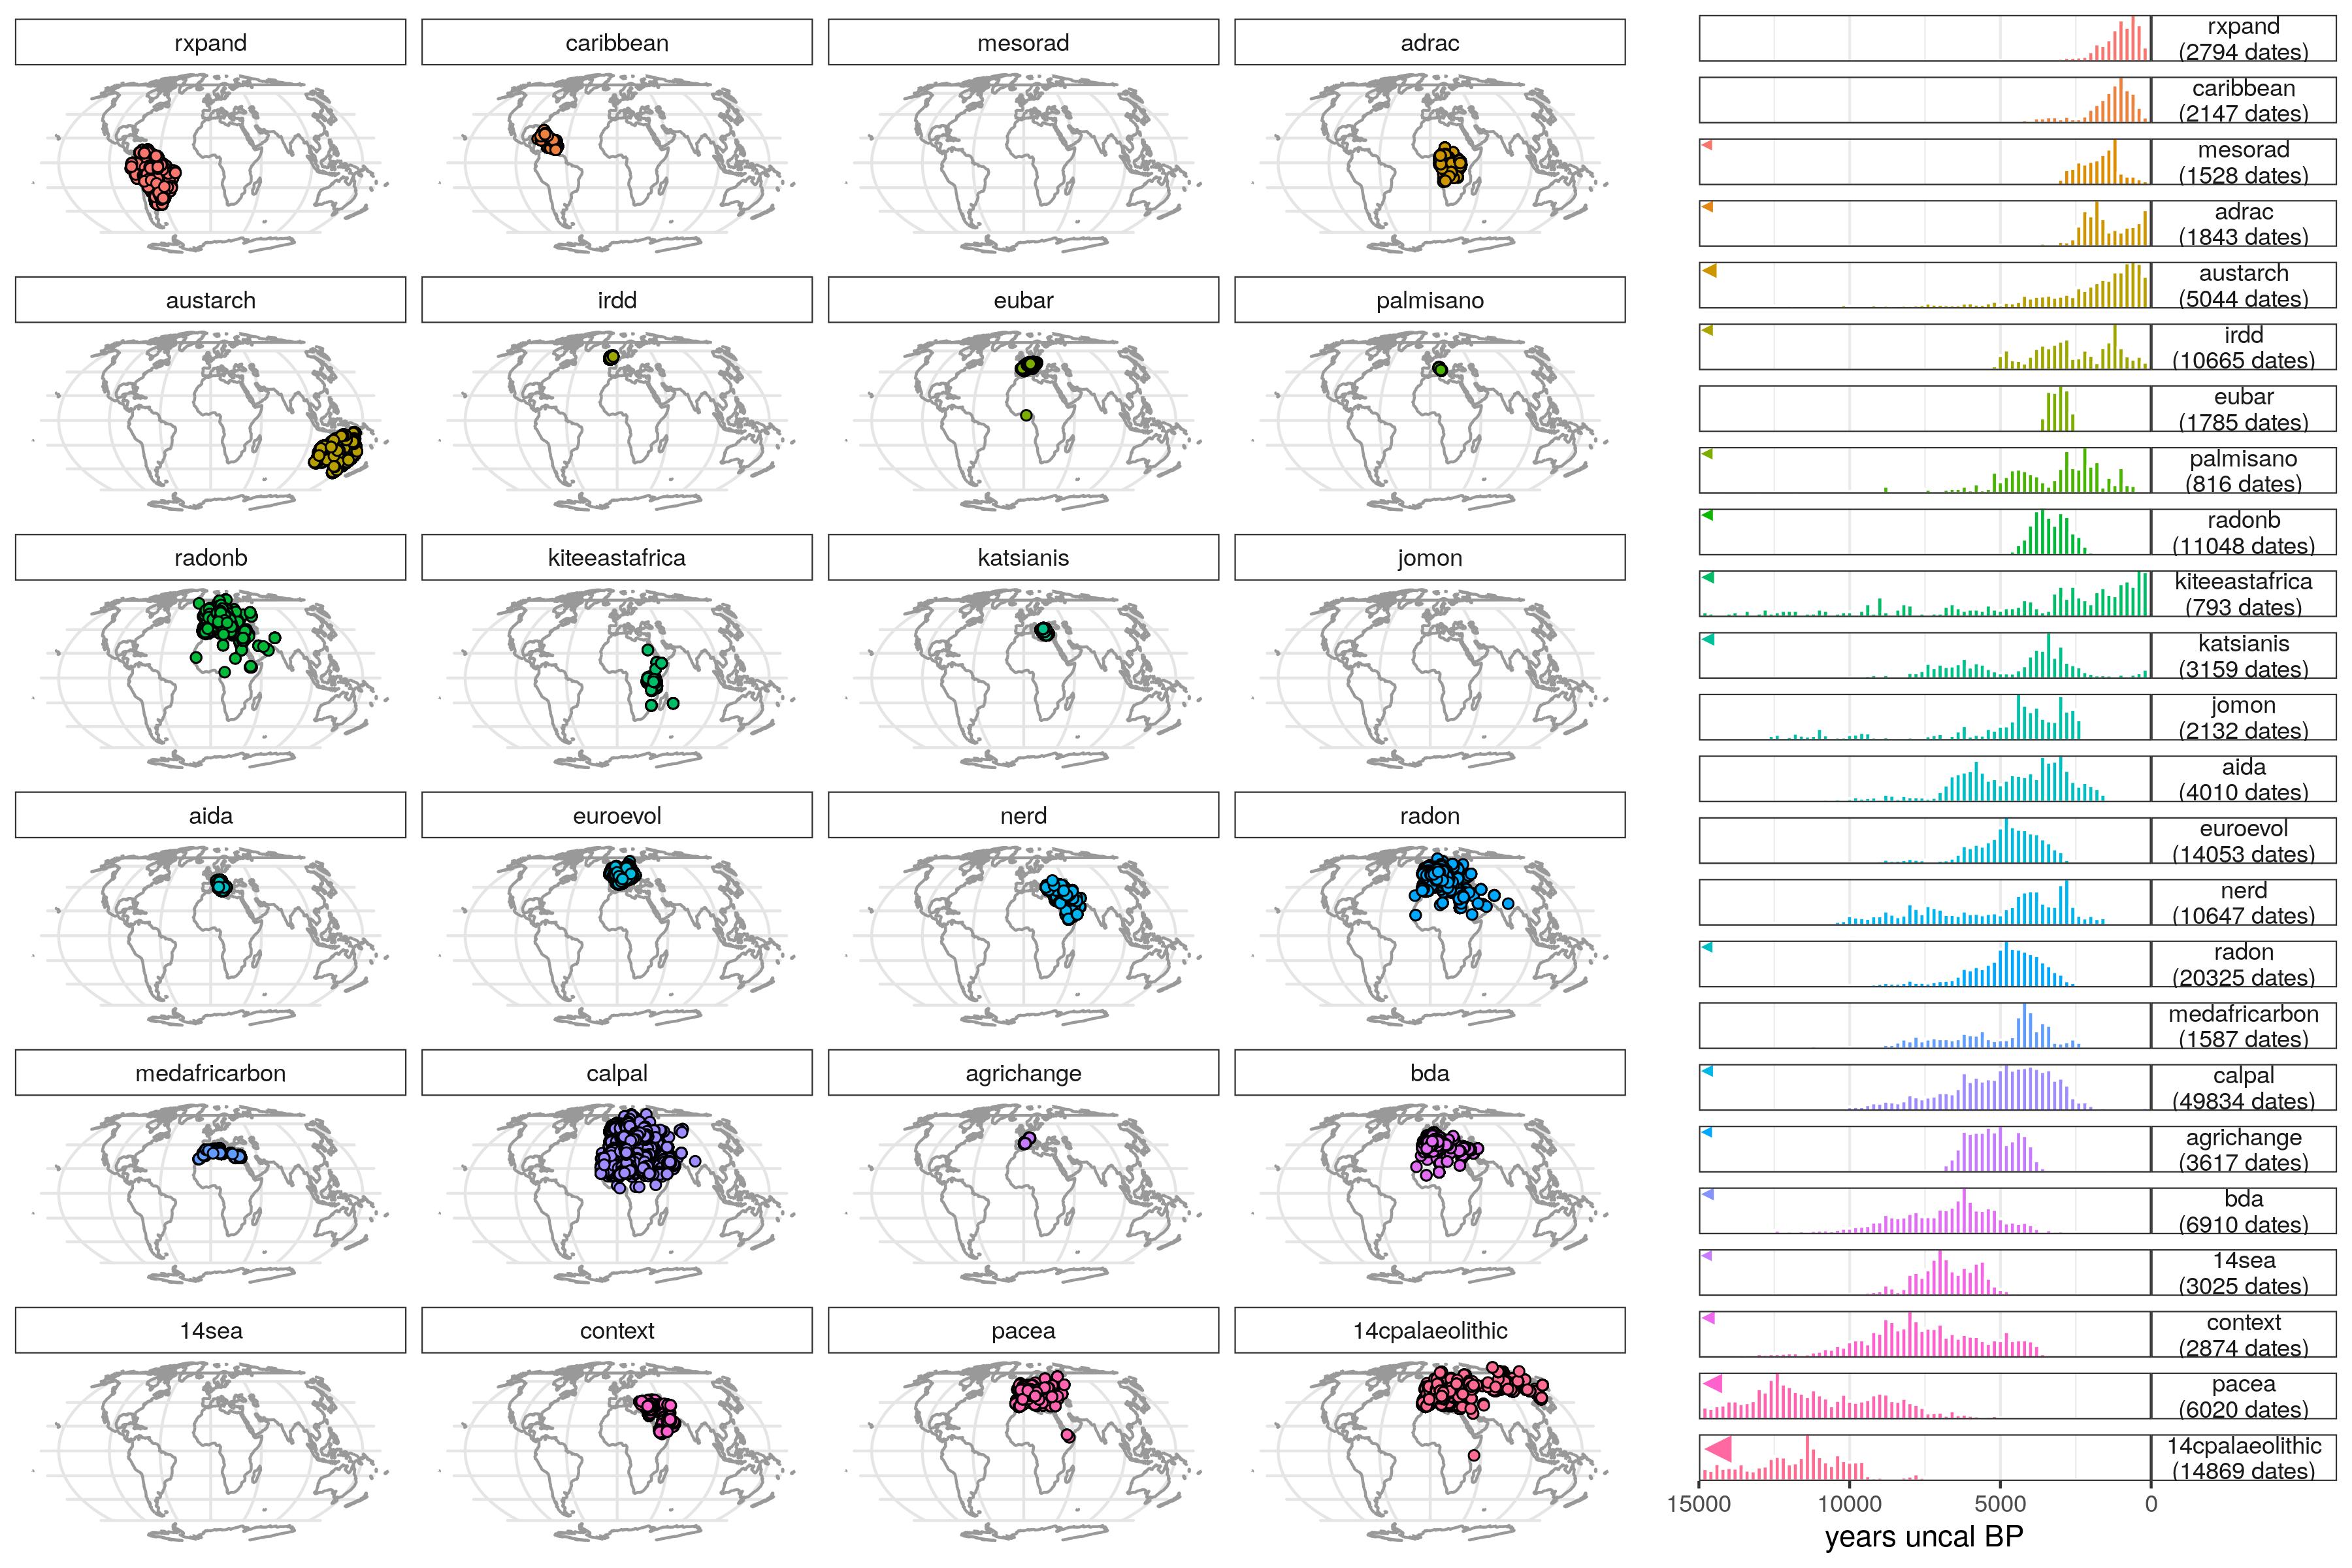 rxpand
caribbean
mesorad
adrac
austarch
irdd
eubar
palmisano
radonb
kiteeastafrica
katsianis
jomon
aida
euroevol
nerd
radon
medafricarbon
calpal
agrichange
bda
14sea
context
pacea
14cpalaeolithic
rxpand
(2794 dates)
caribbean
(2147 dates)
mesorad
(1528 dates)
adrac
(1843 dates)
austarch
(5044 dates)
irdd
(10665 dates)
eubar
(1785 dates)
palmisano
(816 dates)
radonb
(11048 dates)
kiteeastafrica
(793 dates)
katsianis
(3159 dates)
jomon
(2132 dates)
aida
(4010 dates)
euroevol
(14053 dates)
nerd
(10647 dates)
radon
(20325 dates)
medafricarbon
(1587 dates)
calpal
(49834 dates)
agrichange
(3617 dates)
bda
(6910 dates)
14sea
(3025 dates)
context
(2874 dates)
pacea
(6020 dates)
14cpalaeolithic
(14869 dates)
15000 10000 5000 0
years uncal BP